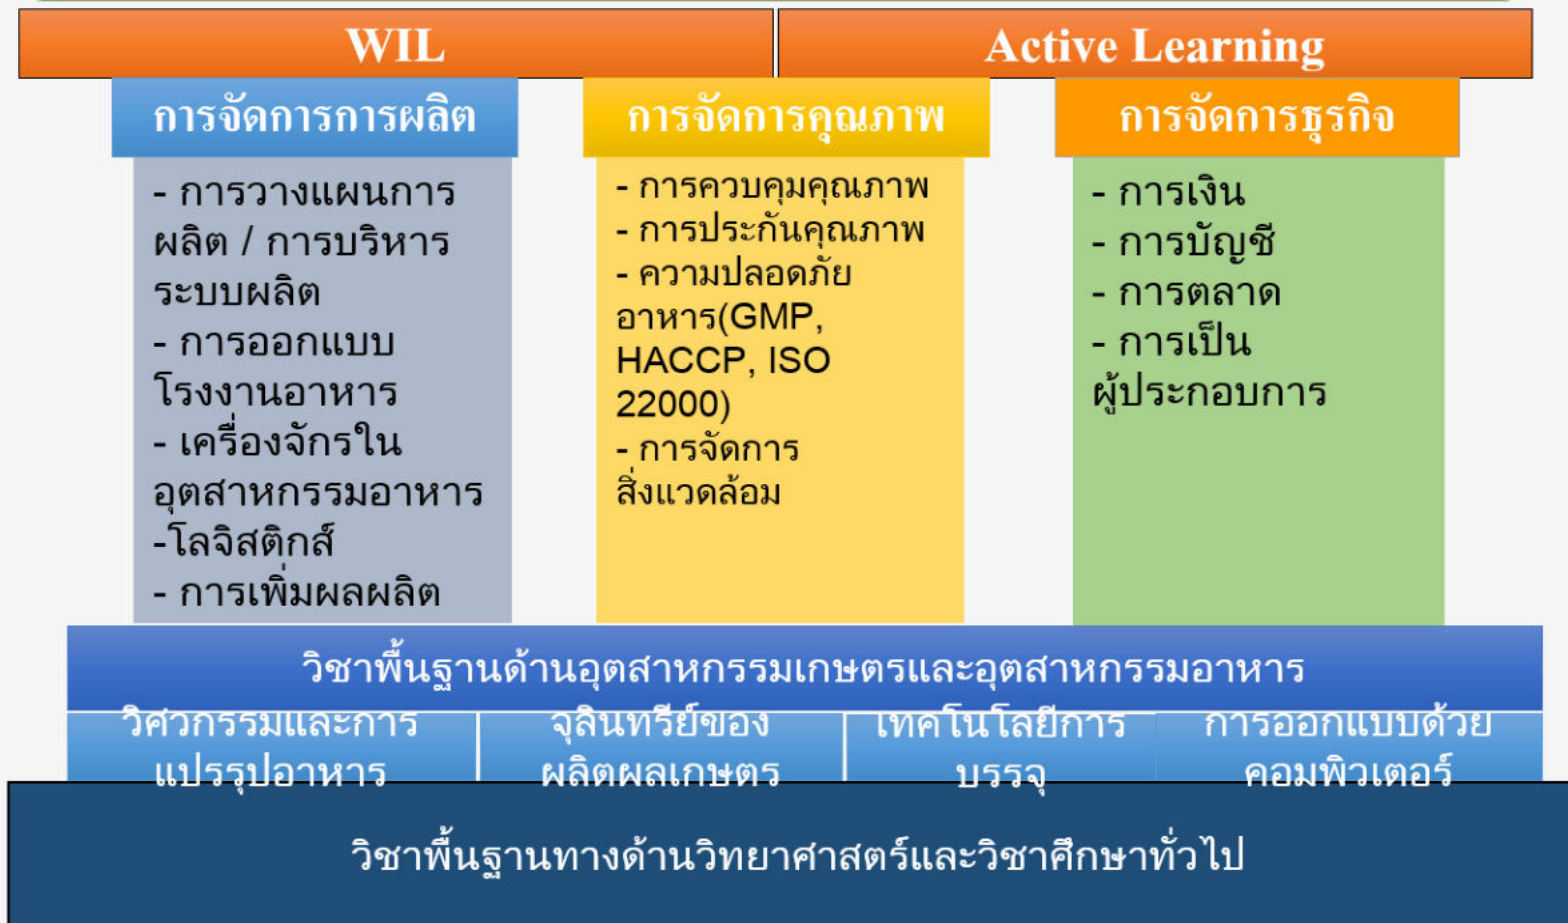 WIL
Active Learning
การจัดการการผลิต
- การวางแผนการ
ผลิต / การบริหาร
ระบบผลิต
- การออกแบบ
โรงงานอาหาร
- เครื่องจักรใน
อุตสาหกรรมอาหาร
-โลจิสติกส์
- การเพิ่มผลผลิต
การจัดการคุณภาพ
- การควบคุมคุณภาพ
- การประกันคุณภาพ
- ความปลอดภัย
อาหาร(GMP,
HACCP, ISO
22000)
- การจัดการ
สิ่งแวดล้อม
การจัดการธุรกิจ
- การเงิน
- การบัญชี
- การตลาด
- การเป็น
ผู้ประกอบการ
วิชาพื้นฐานด้านอุตสาหกรรมเกษตรและอุตสาหกรรมอาหาร
วิศวกรรมและการ
แปรรุปอาหาร
จุลินทรีย์ของ
ผลิตผลเกษตร
เทคโนโลยีการ
บรรจุ
การออกแบบด้วย
คอมพิวเตอร์
วิชาพื้นฐานทางด้านวิทยาศาสตร์และวิชาศึกษาทั่วไป